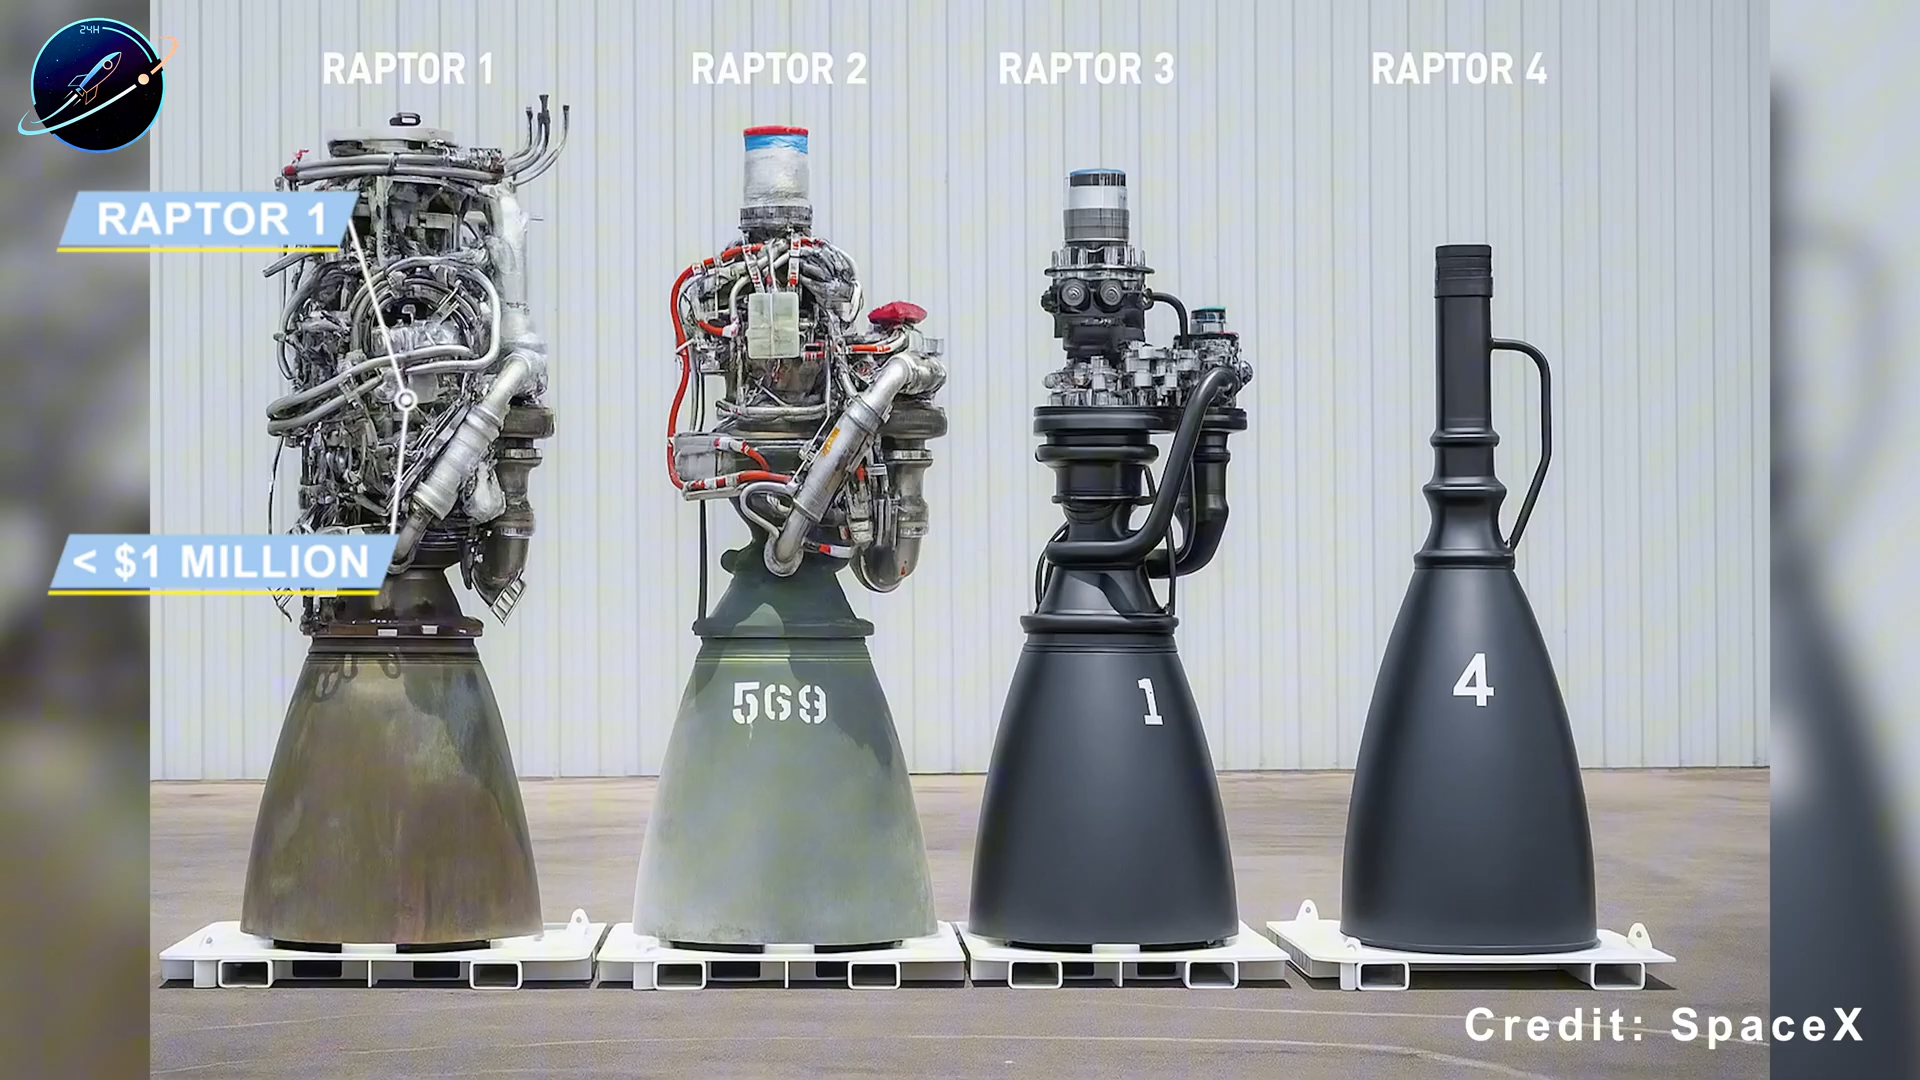 24H
RAPTOR 1
RAPTOR 2
RAPTOR 3
RAPTOR 4
RAPTOR 1
< $1 MILLION
569
1
4
Credit: SpaceX